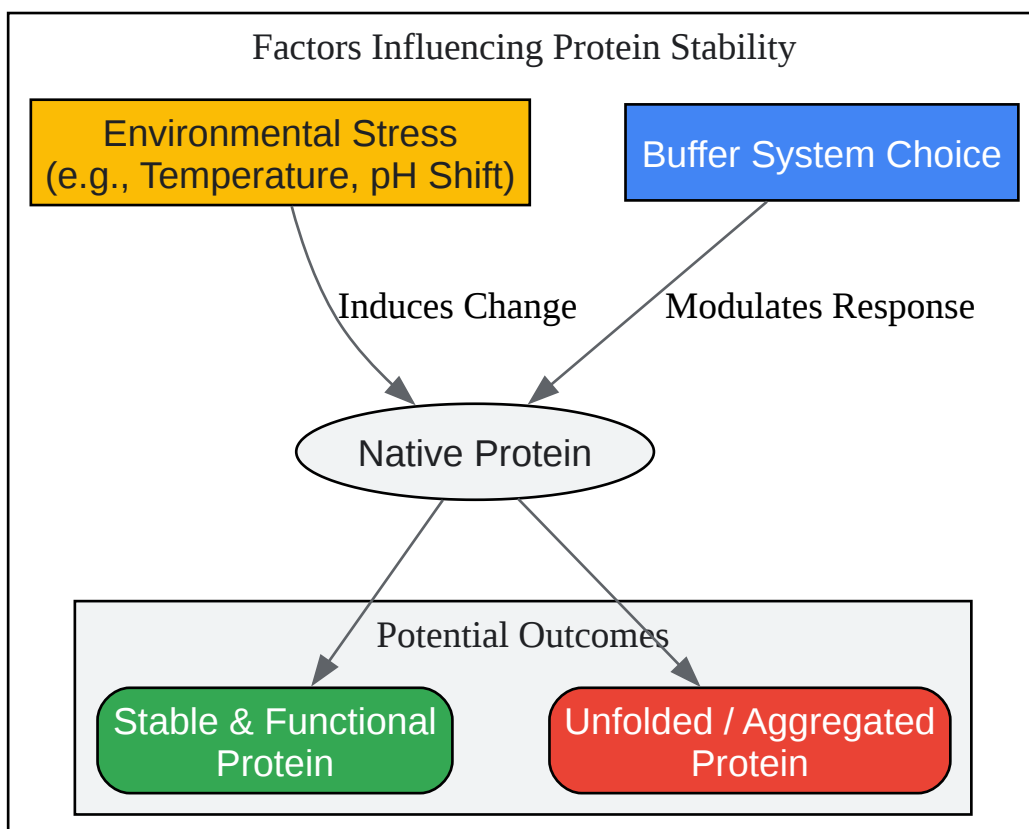 Factors Influencing Protein Stability
Environmental Stress
(e.g., Temperature, pH Shift)
Buffer System Choice
Induces Change
Modulates Response
Native Protein
Potential Outcomes
Stable & Functional
Protein
Unfolded / Aggregated
Protein